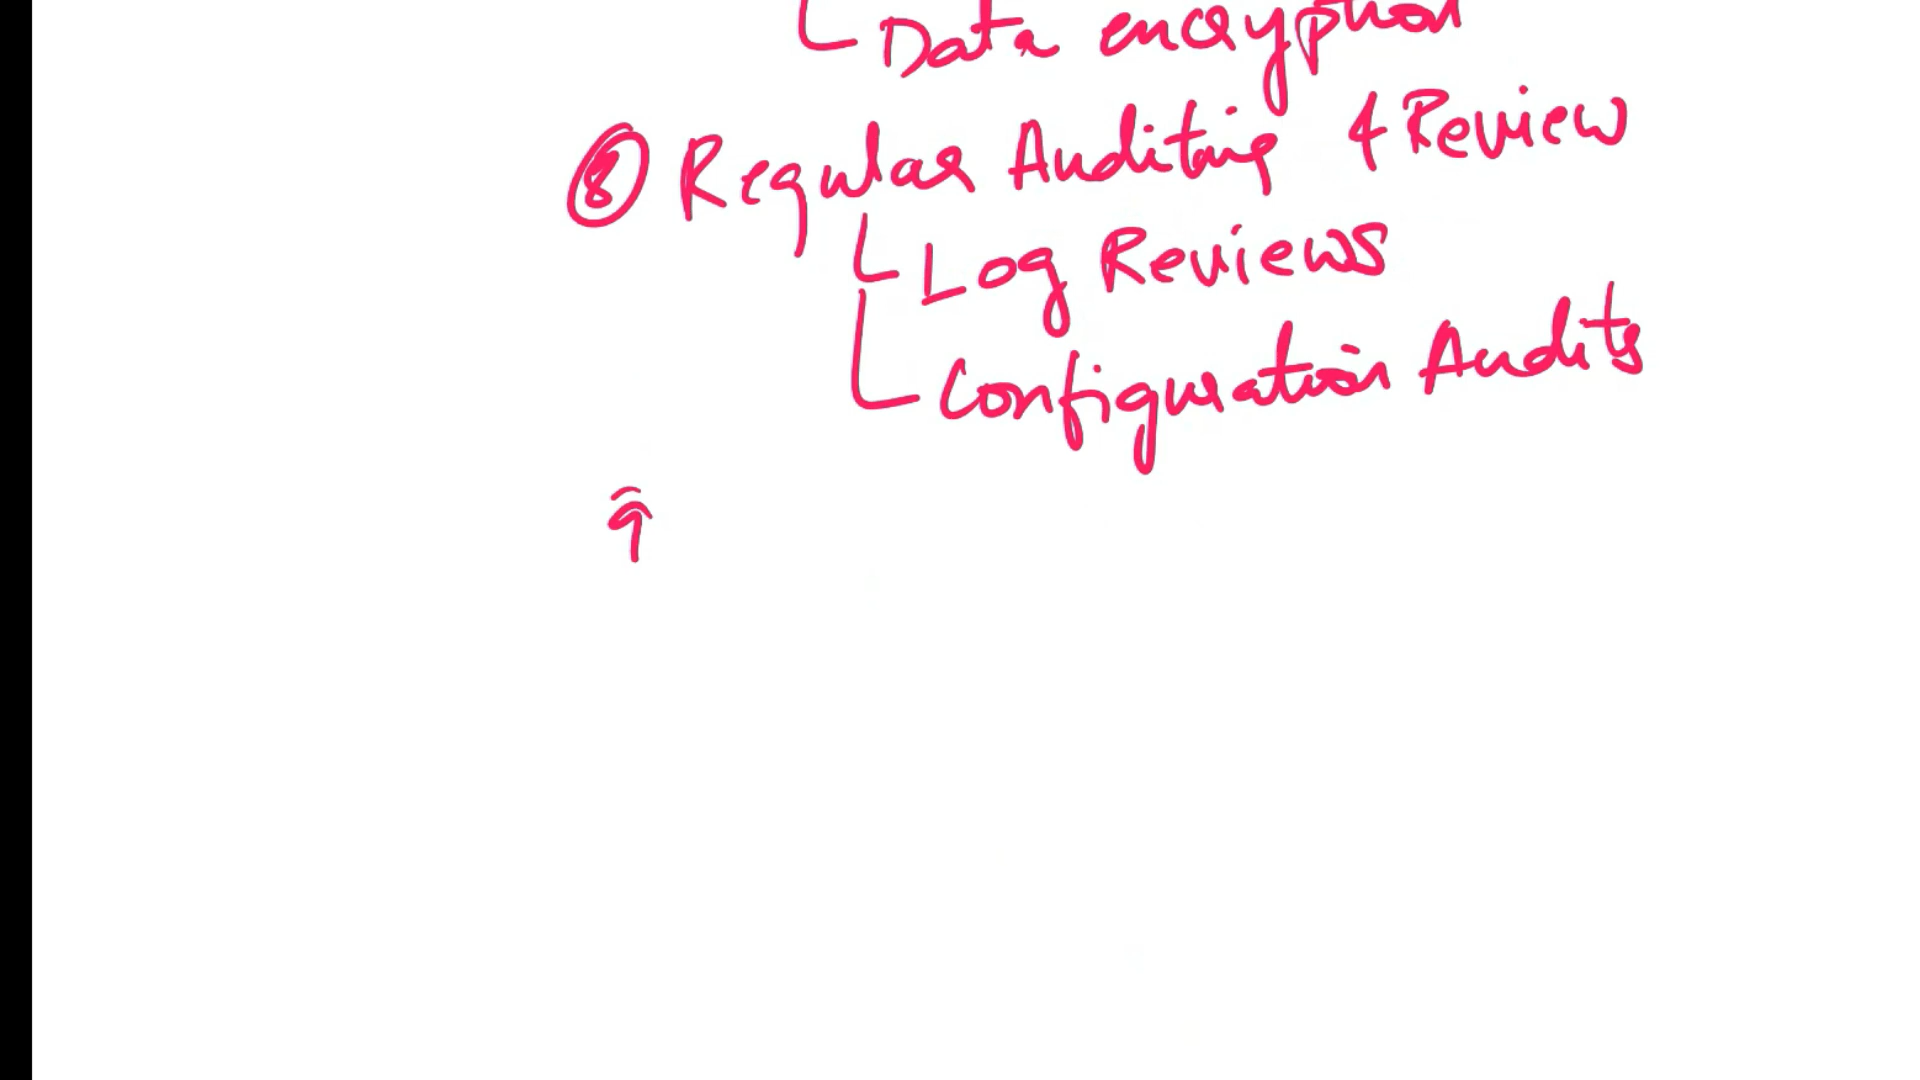 Data encryption
⑧ Regular Auditing & Review
Log Reviews
Configuration Audits
9